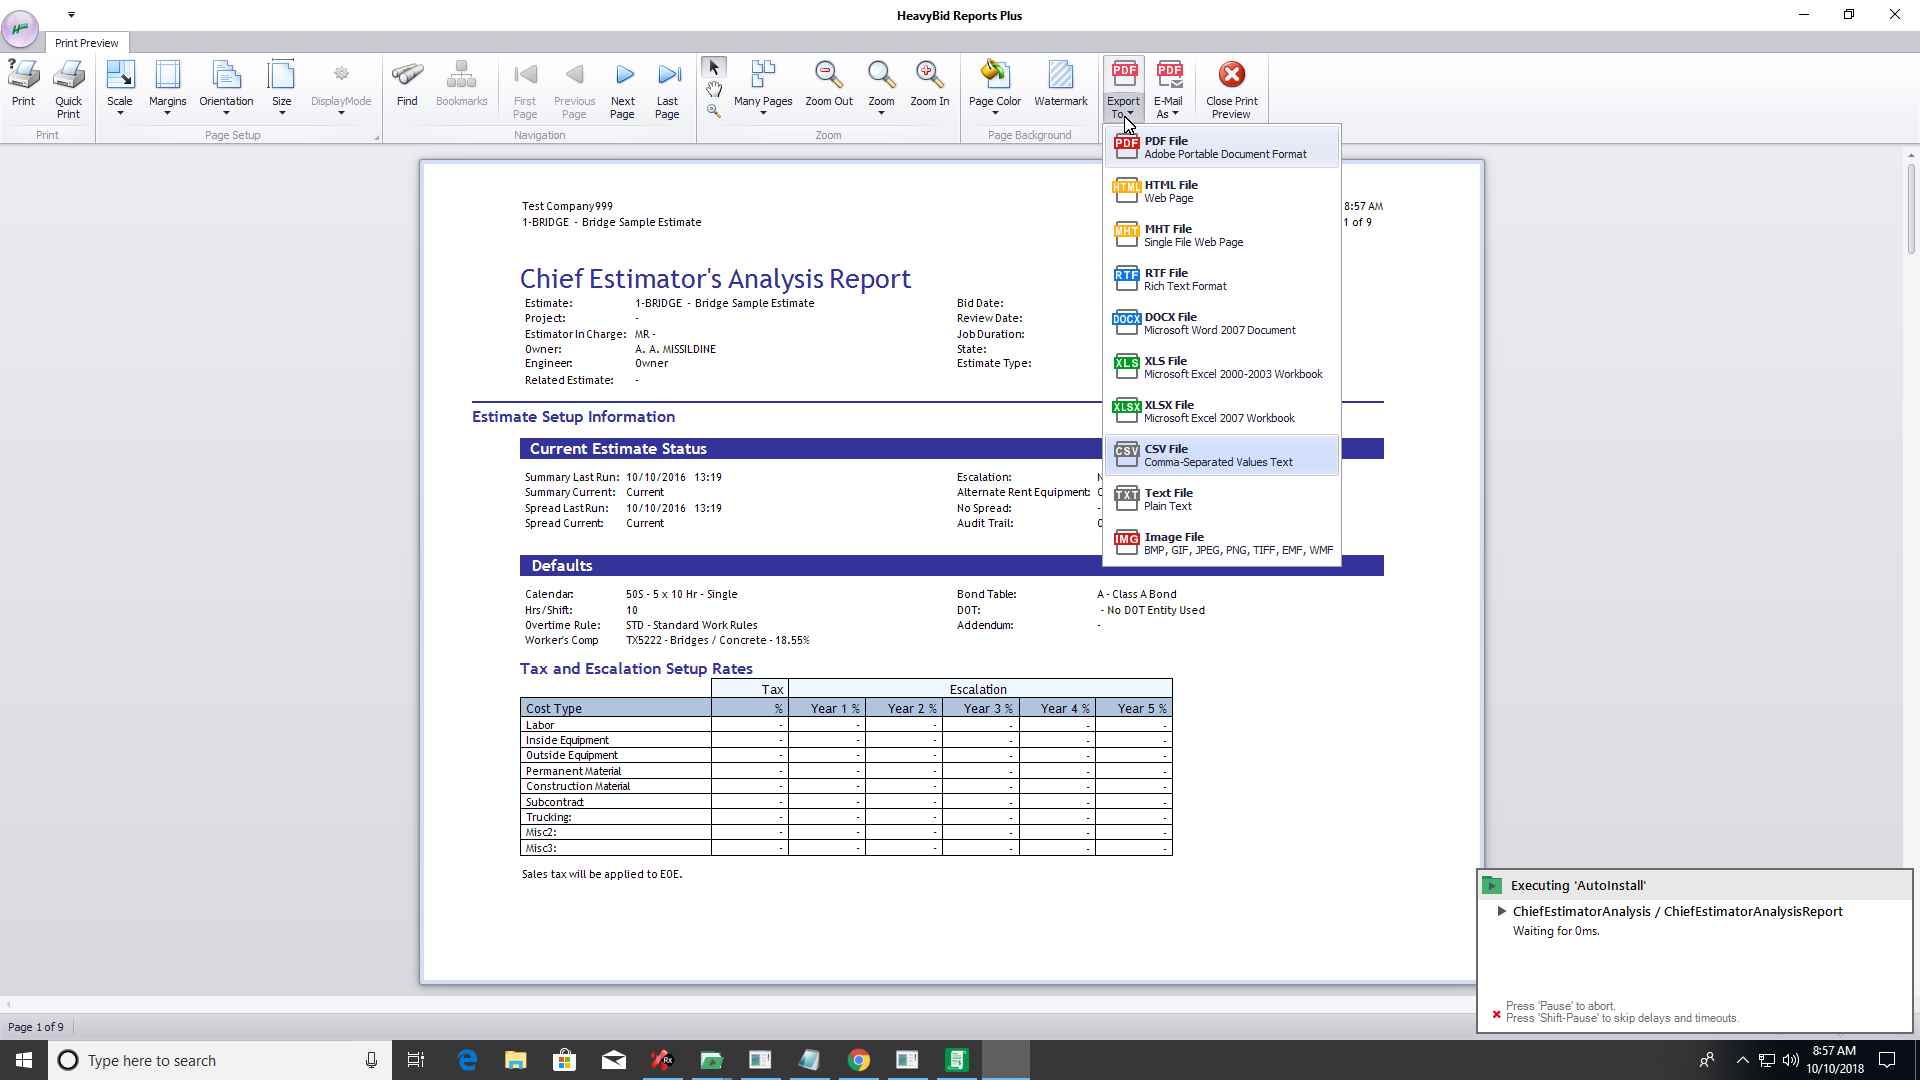 HeavyBid Reports Plus
Print Preview
Print
Quick Print
Scale
Margins
Orientation
Size
DisplayMode
Find
Bookmarks
First Page
Previous Page
Next Page
Last Page
Many Pages
Zoom Out
Zoom
Zoom In
Page Color
Watermark
PDF
Export To
PDF
E-Mail As
Close Print Preview
Print
Page Setup
Navigation
Zoom
Page Background
PDF
PDF File
Adobe Portable Document Format
HTML
HTML File
Web Page
MHT
MHT File
Single File Web Page
RTF
RTF File
Rich Text Format
DOCX
DOCX File
Microsoft Word 2007 Document
XLS
XLS File
Microsoft Excel 2000-2003 Workbook
XLSX
XLSX File
Microsoft Excel 2007 Workbook
CSV
CSV File
Comma-Separated Values Text
TXT
Text File
Plain Text
IMG
Image File
BMP, GIF, JPEG, PNG, TIFF, EMF, WMF
Test Company999
8:57 AM
1-BRIDGE - Bridge Sample Estimate
1 of 9
Chief Estimator's Analysis Report
Estimate: 1-BRIDGE - Bridge Sample Estimate Bid Date:
Project: - Review Date:
Estimator In Charge: MR - Job Duration:
Owner: A. A. MISSILDINE State:
Engineer: Owner Estimate Type:
Related Estimate: -
Estimate Setup Information
Current Estimate Status
Summary Last Run: 10/10/2016 13:19 Escalation:
Summary Current: Current Alternate Rent Equipment:
Spread Last Run: 10/10/2016 13:19 No Spread: -
Spread Current: Current Audit Trail:
Defaults
Calendar: 50S - 5 x 10 Hr - Single Bond Table: A - Class A Bond
Hrs/Shift: 10 DOT: - No DOT Entity Used
Overtime Rule: STD - Standard Work Rules Addendum: -
Worker's Comp TX5222 - Bridges / Concrete - 18.55%
Tax and Escalation Setup Rates
Tax Escalation
Cost Type % Year 1 % Year 2 % Year 3 % Year 4 % Year 5 %
Labor - - - - - -
Inside Equipment - - - - - -
Outside Equipment - - - - - -
Permanent Material - - - - - -
Construction Material - - - - - -
Subcontract - - - - - -
Trucking: - - - - - -
Misc2: - - - - - -
Misc3: - - - - - -
Sales tax will be applied to EOE.
Executing 'AutoInstall'
ChiefEstimatorAnalysis / ChiefEstimatorAnalysisReport
Waiting for 0ms.
Press 'Pause' to abort.
Press 'Shift-Pause' to skip delays and timeouts.
Page 1 of 9
Type here to search
Rx
8:57 AM
10/10/2018